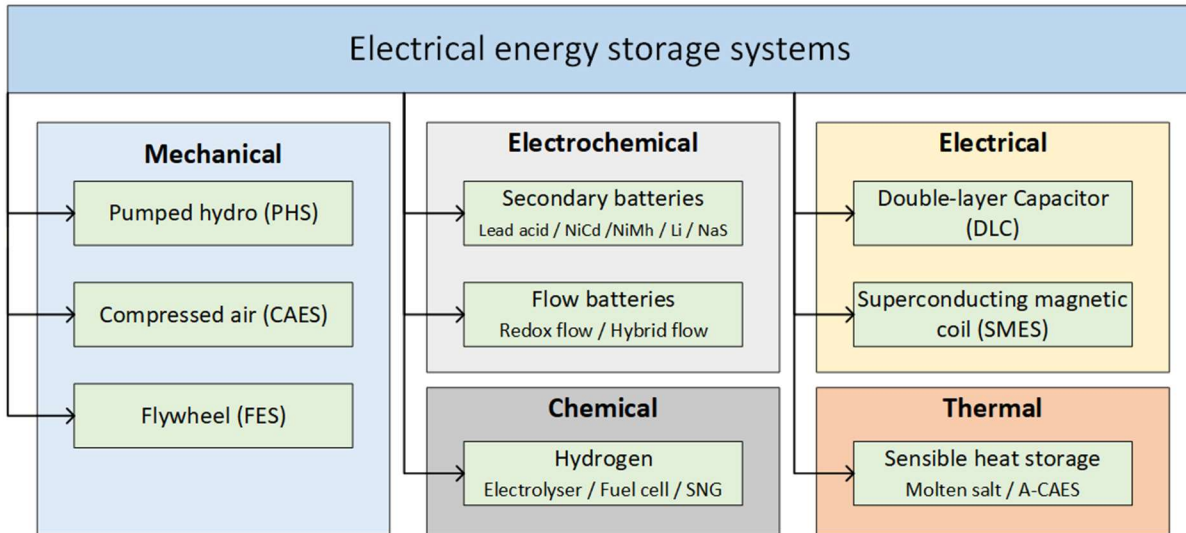 Electrical energy storage systems
Mechanical
Pumped hydro (PHS)
Compressed air (CAES)
Flywheel (FES)
Electrochemical
Secondary batteries
Lead acid / NiCd /NiMh / Li / NaS
Flow batteries
Redox flow / Hybrid flow
Chemical
Hydrogen
Electrolyser / Fuel cell / SNG
Electrical
Double-layer Capacitor
(DLC)
Superconducting magnetic
coil (SMES)
Thermal
Sensible heat storage
Molten salt / A-CAES